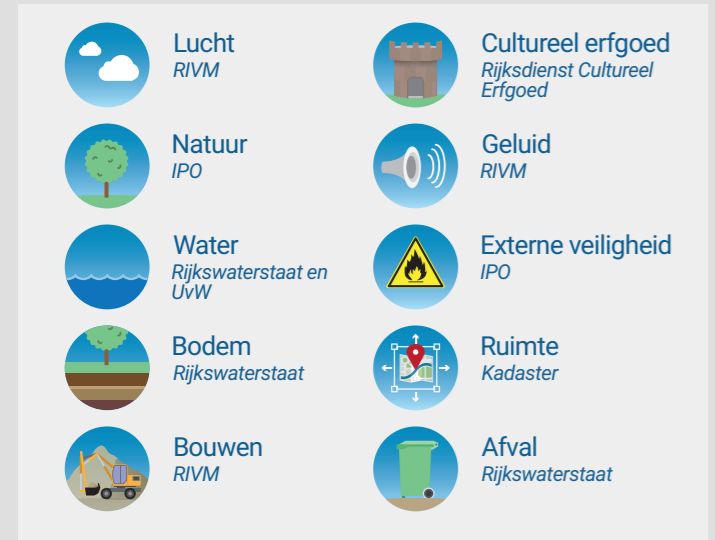 Lucht
RIVM
Natuur
IPO
Water
Rijkswaterstaat en
UvW
Bodem
Rijkswaterstaat
Bouwen
RIVM
Cultureel erfgoed
Rijksdienst Cultureel
Erfgoed
Geluid
RIVM
Externe veiligheid
IPO
Ruimte
Kadaster
Afval
Rijkswaterstaat